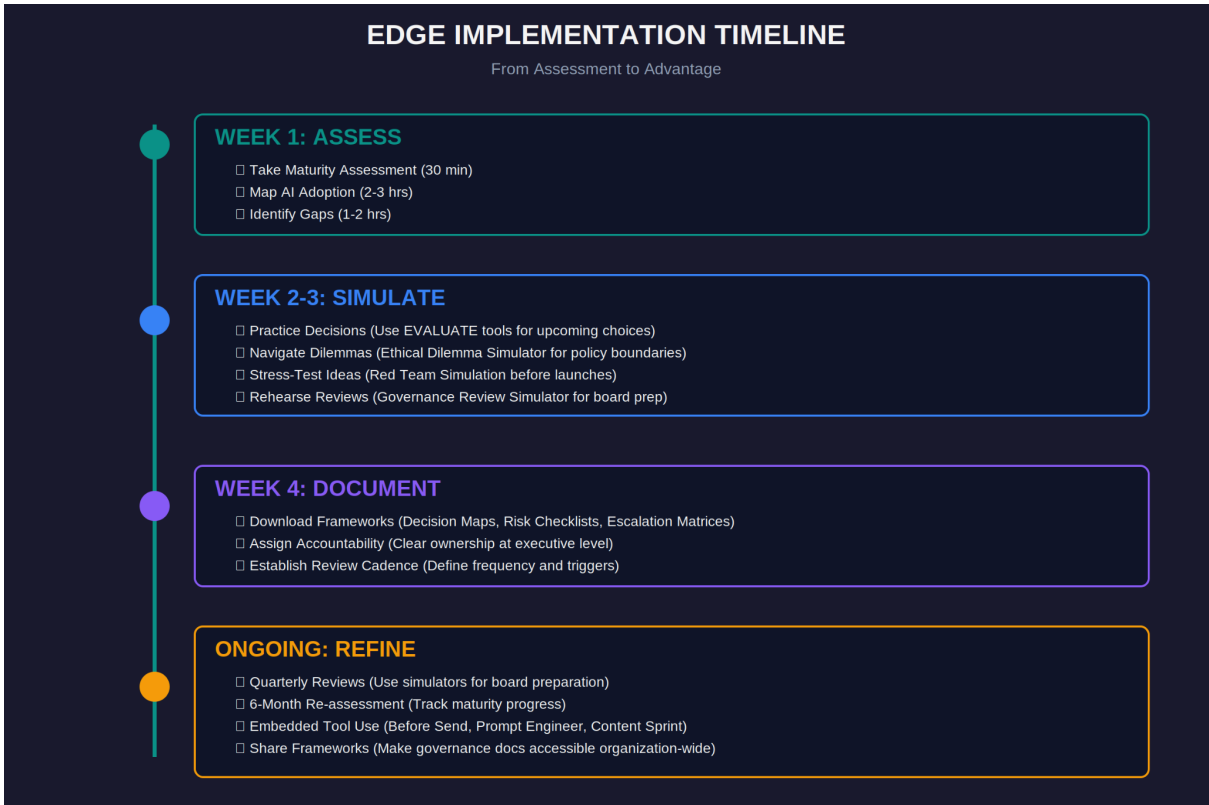 EDGE IMPLEMENTATION TIMELINE
From Assessment to Advantage
WEEK 1: ASSESS
□ Take Maturity Assessment (30 min)
□ Map AI Adoption (2-3 hrs)
□ Identify Gaps (1-2 hrs)
WEEK 2-3: SIMULATE
□ Practice Decisions (Use EVALUATE tools for upcoming choices)
□ Navigate Dilemmas (Ethical Dilemma Simulator for policy boundaries)
□ Stress-Test Ideas (Red Team Simulation before launches)
□ Rehearse Reviews (Governance Review Simulator for board prep)
WEEK 4: DOCUMENT
□ Download Frameworks (Decision Maps, Risk Checklists, Escalation Matrices)
□ Assign Accountability (Clear ownership at executive level)
□ Establish Review Cadence (Define frequency and triggers)
ONGOING: REFINE
□ Quarterly Reviews (Use simulators for board preparation)
□ 6-Month Re-assessment (Track maturity progress)
□ Embedded Tool Use (Before Send, Prompt Engineer, Content Sprint)
□ Share Frameworks (Make governance docs accessible organization-wide)